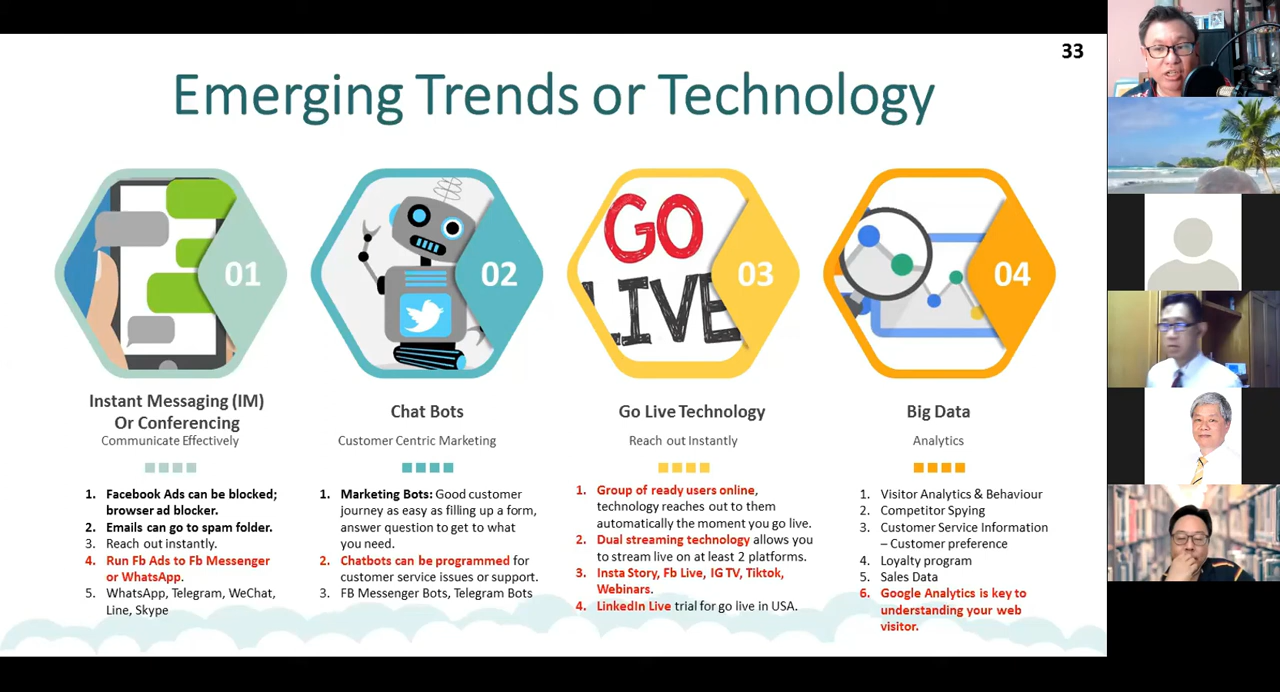 33
Emerging Trends or Technology
01
02
GO
LIVE
03
04
Instant Messaging (IM)
Or Conferencing
Communicate Effectively
1. Facebook Ads can be blocked;
browser ad blocker.
2. Emails can go to spam folder.
3. Reach out instantly.
4. Run Fb Ads to Fb Messenger
or WhatsApp.
5. WhatsApp, Telegram, WeChat,
Line, Skype
Chat Bots
Customer Centric Marketing
1. Marketing Bots: Good customer
journey as easy as filling up a form,
answer question to get to what
you need.
2. Chatbots can be programmed for
customer service issues or support.
3. FB Messenger Bots, Telegram Bots
Go Live Technology
Reach out Instantly
1. Group of ready users online,
technology reaches out to them
automatically the moment you go live.
2. Dual streaming technology allows you
to stream live on at least 2 platforms.
3. Insta Story, Fb Live, IG TV, Tiktok,
Webinars.
4. LinkedIn Live trial for go live in USA.
Big Data
Analytics
1. Visitor Analytics & Behaviour
2. Competitor Spying
3. Customer Service Information
– Customer preference
4. Loyalty program
5. Sales Data
6. Google Analytics is key to
understanding your web
visitor.